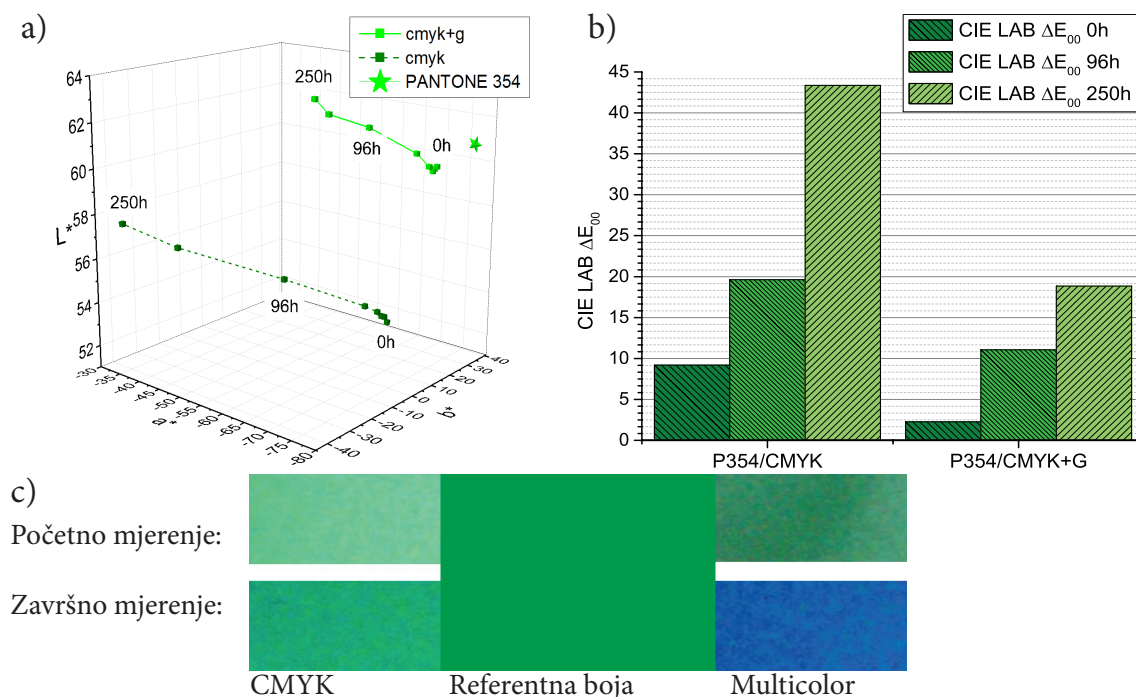 a)
cmyk+g
cmyk
PANTONE 354
64
62
60
58
56
54
52
L*
250h
96h
0h
250h
96h
0h
-30
-35
-40
-45
-50
-55
-60
-65
-70
-75
-80
a*
40
30
20
10
0
-10
-20
-30
-40
b*
b)
CIE LAB ΔE00 0h
CIE LAB ΔE00 96h
CIE LAB ΔE00 250h
45
40
35
30
25
20
15
10
5
0
CIE LAB ΔE00
P354/CMYK
P354/CMYK+G
c)
Početno mjerenje:
Završno mjerenje:
CMYK
Referentna boja
Multicolor